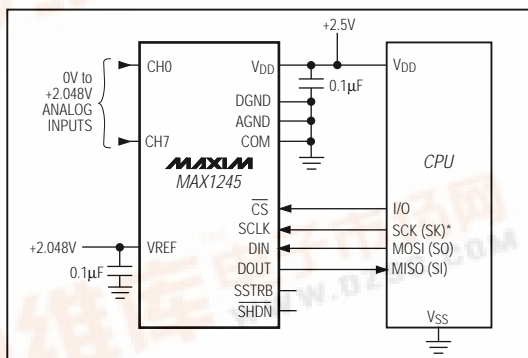 +2.5V
CH0
VDD
VDD
0V to
+2.048V
ANALOG
INPUTS
0.1µF
DGND
AGND
CH7
COM
MAXIM
MAX1245
CPU
CS
I/O
SCLK
SCK (SK)*
+2.048V
VREF
DIN
MOSI (SO)
DOUT
MISO (SI)
0.1µF
SSTRB
SHDN
VSS